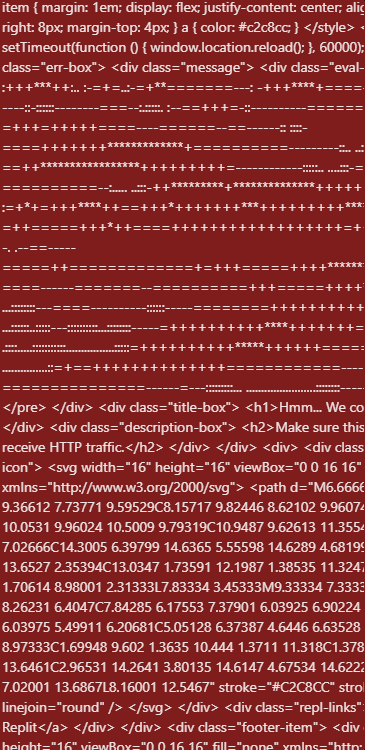 item { margin: 1em; display: flex; justify-content: center; alig
right: 8px; margin-top: 4px; } a { color: #c2c8cc; } </style> <
setTimeout(function () { window.location.reload(); }, 60000);
class="err-box"> <div class="message"> <div class="eval-
:+++***++:.. :-=+=..:-=+**=======---: -+++****+====
----::-::::::--------===--:.::::. :--==+++=-::----------=======
=+++=+++++====----======--==------:: ::::-
====+++++++*************+==========---------::.. ..:
==++*****************+++++++++=------------:::::.. ...:::-=
==========--:..... ..:::-++*********+**************+++++
:=+*+=+++****++==+++*+++++++***++++++++++***
=++=====+++*++====++++++++++++++++++=+
-. .--==-----
=====++============+=+++=====++++*******
====------=======--==========+++=====++++
...::::::::---====----------::::::-----========++++++++++
...::::::..:::::---::::::::::...::::::::-----=++++++++++****+++++++=
.::::....:::::::::::...............:::::=++++++++++*****++++++=====
...............::=+==++++++++++++++============----
===============------=---::::::::::... ......................::::::::-----
</pre> </div> <div class="title-box"> <h1>Hmm... We co
</div> <div class="description-box"> <h2>Make sure this
receive HTTP traffic.</h2> </div> </div> <div> <div class
icon"> <svg width="16" height="16" viewBox="0 0 16 16"
xmlns="http://www.w3.org/2000/svg"> <path d="M6.6666
9.36612 7.73771 9.59529C8.15717 9.82446 8.62102 9.96074
10.0531 9.96024 10.5009 9.79319C10.9487 9.62613 11.3554
7.02666C14.3005 6.39799 14.6365 5.55598 14.6289 4.68199
13.6527 2.35394C13.0347 1.73591 12.1987 1.38535 11.3247
1.70614 8.98001 2.31333L7.83334 3.45333M9.33334 7.3333
8.26231 6.4047C7.84285 6.17553 7.37901 6.03925 6.90224
6.03975 5.49911 6.20681C5.05128 6.37387 4.6446 6.63528
8.97333C1.69948 9.602 1.3635 10.444 1.3711 11.318C1.378
13.6461C2.96531 14.2641 3.80135 14.6147 4.67534 14.6222
7.02001 13.6867L8.16001 12.5467" stroke="#C2C8CC" strol
linejoin="round" /> </svg> </div> <div class="repl-links"
Replit</a> </div> </div> <div class="footer-item"> <div
height="16" viewBox="0 0 16 16" fill="none" xmlns="http: